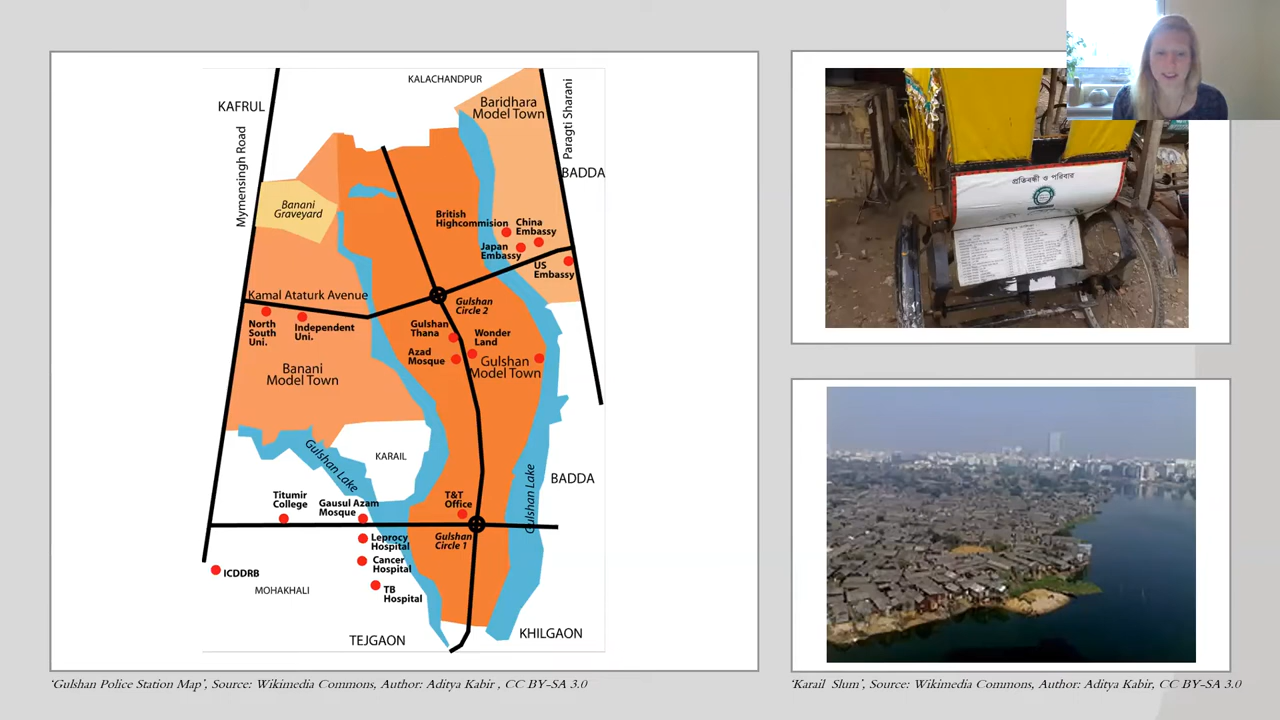 KALACHANDPUR
KAFRUL
Baridhara
Model Town
Mymensingh Road
Paragti Sharani
BADDA
Banani
Graveyard
British
Highcommision
China
Embassy
Japan
Embassy
US
Embassy
Kamal Ataturk Avenue
Gulshan
Circle 2
North
South
Uni.
Independent
Uni.
Gulshan
Thana
Wonder
Land
Azad
Mosque
Gulshan
Model Town
Banani
Model Town
Gulshan Lake
KARAIL
BADDA
Gulshan Lake
Titumir
College
Gausul Azam
Mosque
T&T
Office
Gulshan
Circle 1
Leprocy
Hospital
Cancer
Hospital
ICDDRB
MOHAKHALI
TB
Hospital
TEJGAON
KHILGAON
প্রতিবন্ধী ও পরিবার
'Gulshan Police Station Map', Source: Wikimedia Commons, Author: Aditya Kabir , CC BY-SA 3.0
'Karail Slum', Source: Wikimedia Commons, Author: Aditya Kabir, CC BY-SA 3.0